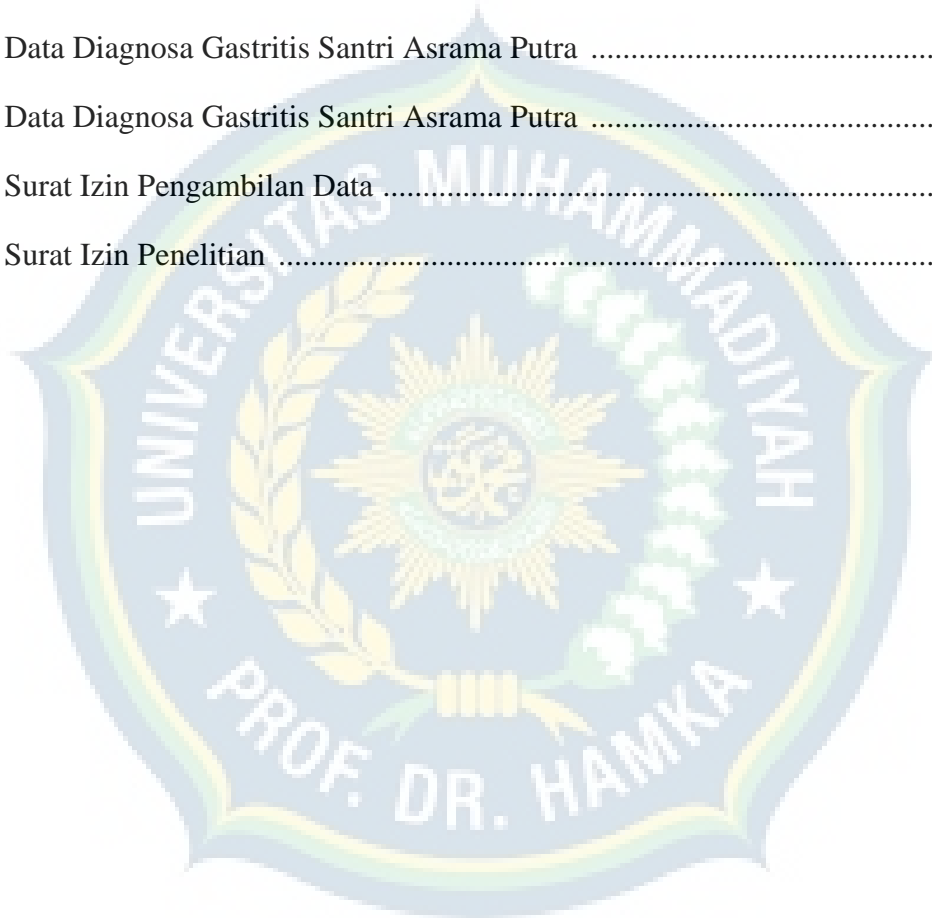 Data Diagnosa Gastritis Santri Asrama Putra ..........................................
Data Diagnosa Gastritis Santri Asrama Putra ..........................................
Surat Izin Pengambilan Data ....................................................................
Surat Izin Penelitian .................................................................................
UNIVERSITAS MUHAMMADIYAH
PROF. DR. HAMKA